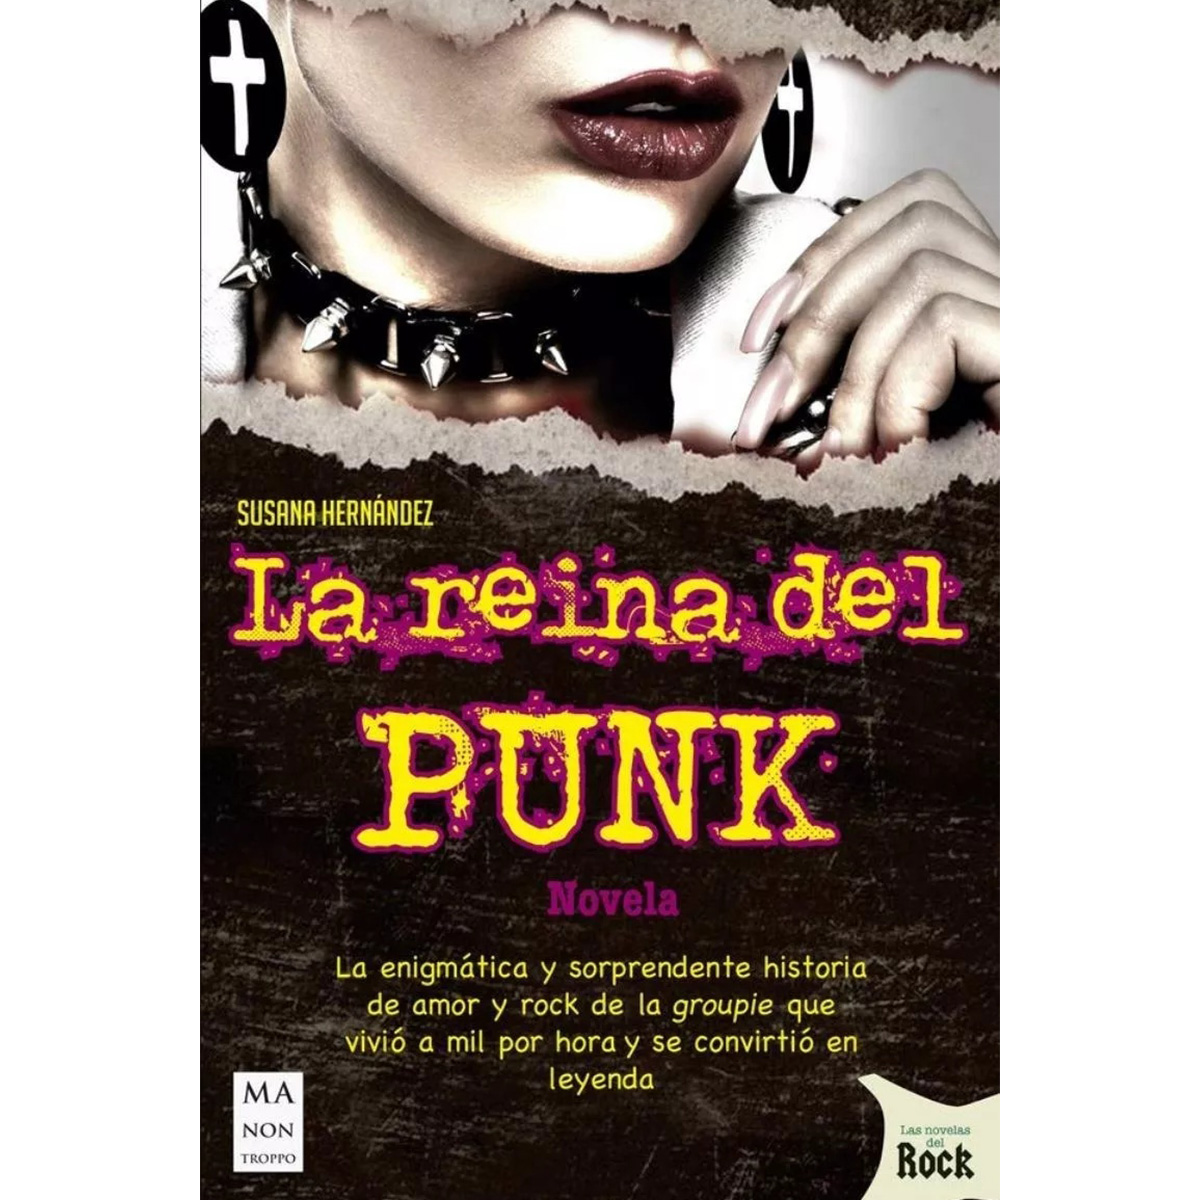 SUSANA HERNÁNDEZ
La reina del
PUNK
Novela
La enigmática y sorprendente historia
de amor y rock de la groupie que
vivió a mil por hora y se convirtió en
leyenda
MA
NON
TROPPO
Las novelas
del
Rock